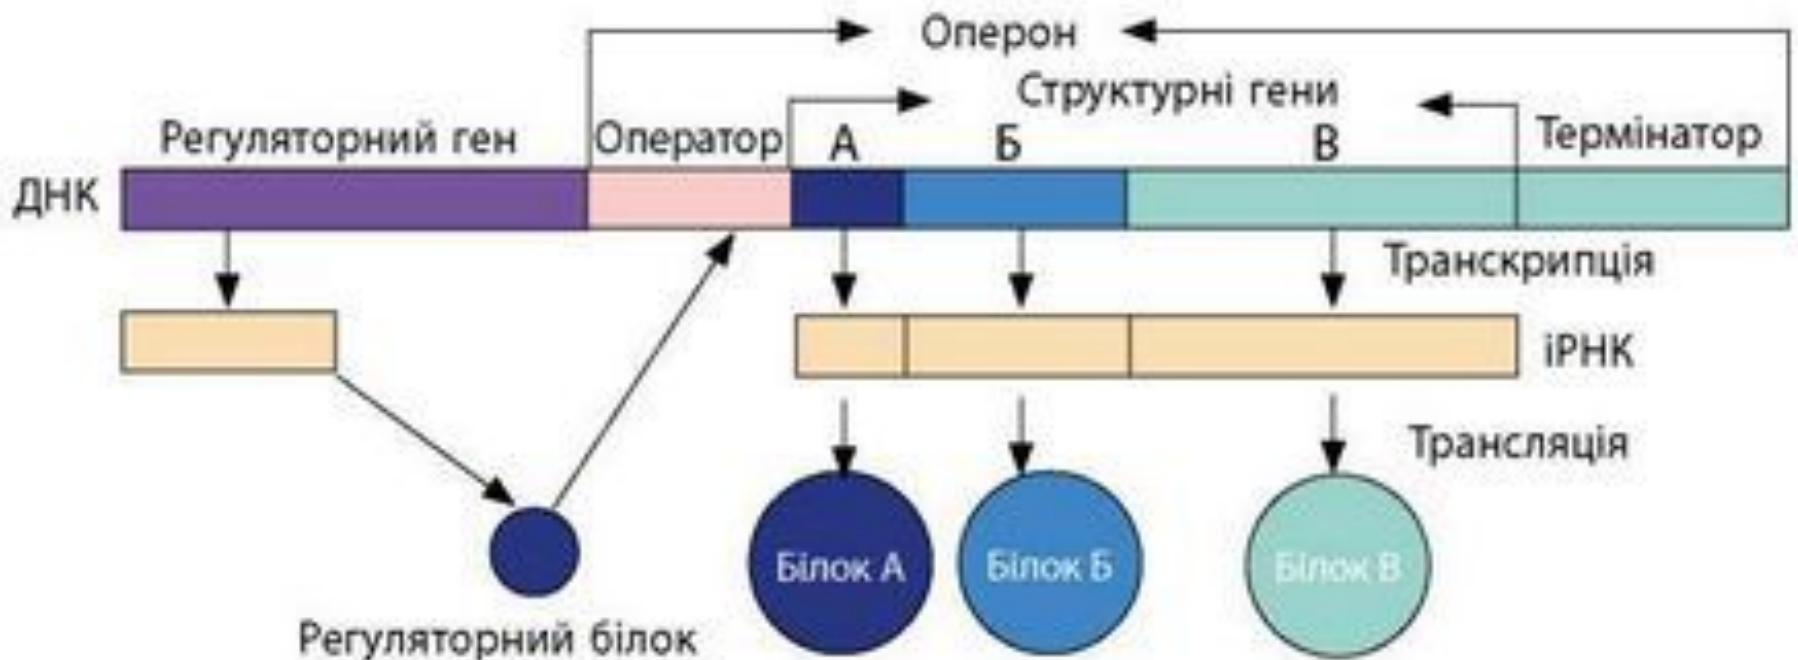 Оперон
Структурні гени
Регуляторний ген Оператор А Б В Термінатор
ДНК
Транскрипція
іРНК
Трансляція
Білок А Білок Б Білок В
Регуляторний білок